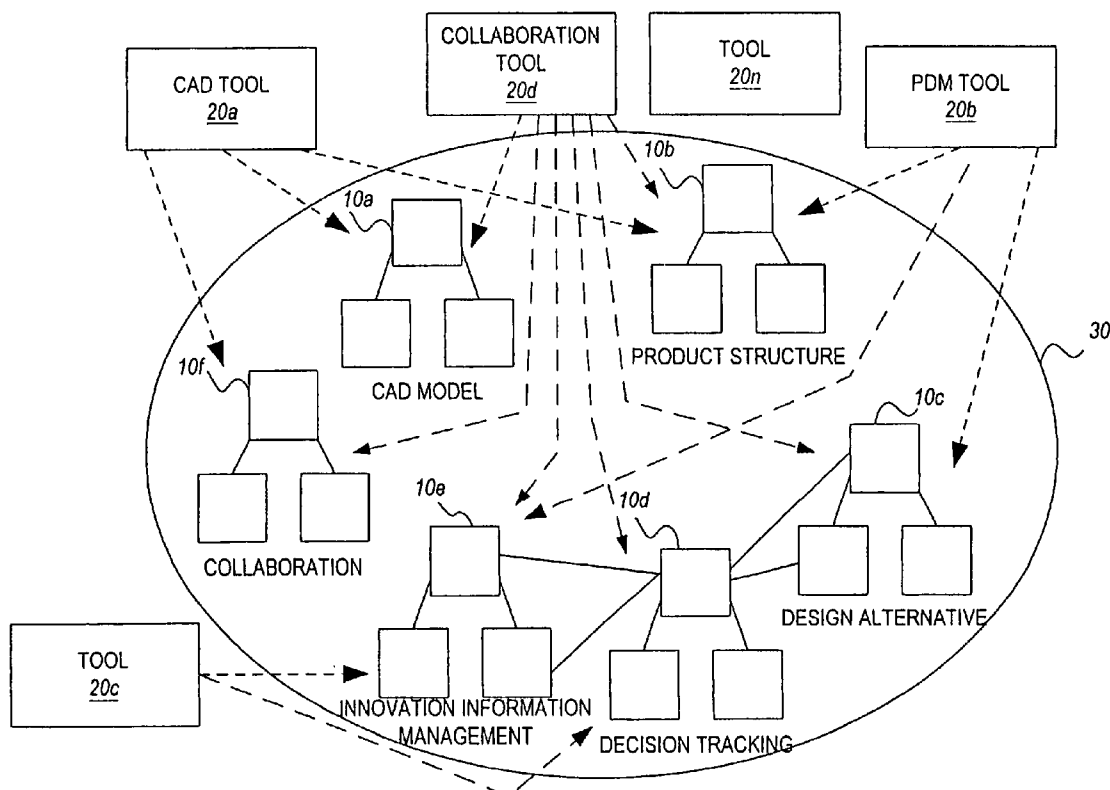 COLLABORATION
TOOL
20d
TOOL
20n
CAD TOOL
20a
PDM TOOL
20b
10b
10a
30
PRODUCT STRUCTURE
10f
CAD MODEL
10c
10e
10d
COLLABORATION
DESIGN ALTERNATIVE
TOOL
20c
INNOVATION INFORMATION
MANAGEMENT
DECISION TRACKING